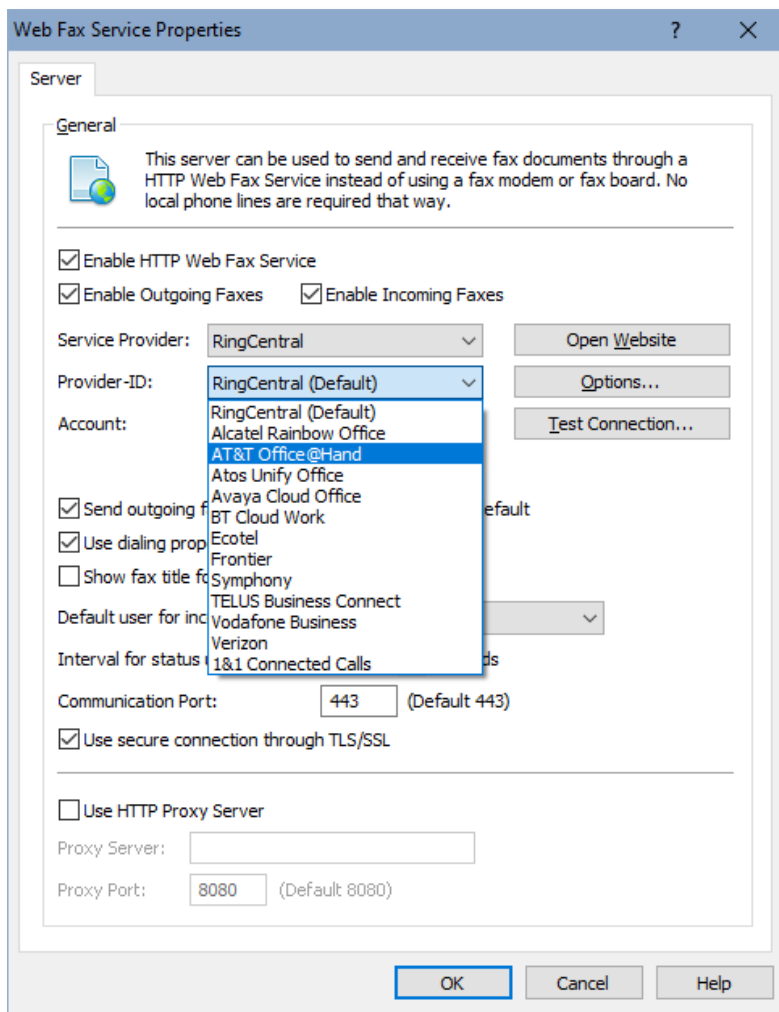 Web Fax Service Properties
Server
General
This server can be used to send and receive fax documents through a
HTTP Web Fax Service instead of using a fax modem or fax board. No
local phone lines are required that way.
Enable HTTP Web Fax Service
Enable Outgoing Faxes Enable Incoming Faxes
Service Provider: RingCentral Open Website
Provider-ID: RingCentral (Default) Options...
RingCentral (Default)
Account: Test Connection...
Alcatel Rainbow Office
AT&T Office@Hand
Atos Unify Office
Avaya Cloud Office
Send outgoing efault
BT Cloud Work
Use dialing
Ecotel
Frontier
Show fax title
Symphony
TELUS Business Connect
Default user for
Vodafone Business
Verizon
Interval for status
1&1 Connected Calls
Communication Port: 443 (Default 443)
Use secure connection through TLS/SSL
Use HTTP Proxy Server
Proxy Server:
Proxy Port: 8080 (Default 8080)
OK Cancel Help